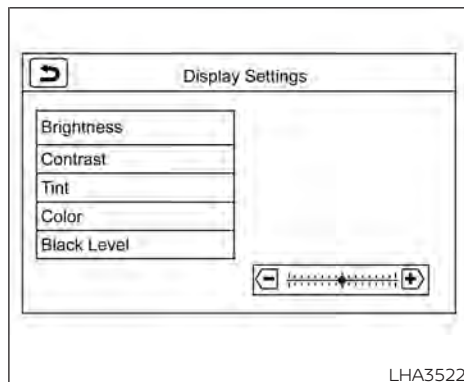 Display Settings
Brightness
Contrast
Tint
Color
Black Level
LHA3522